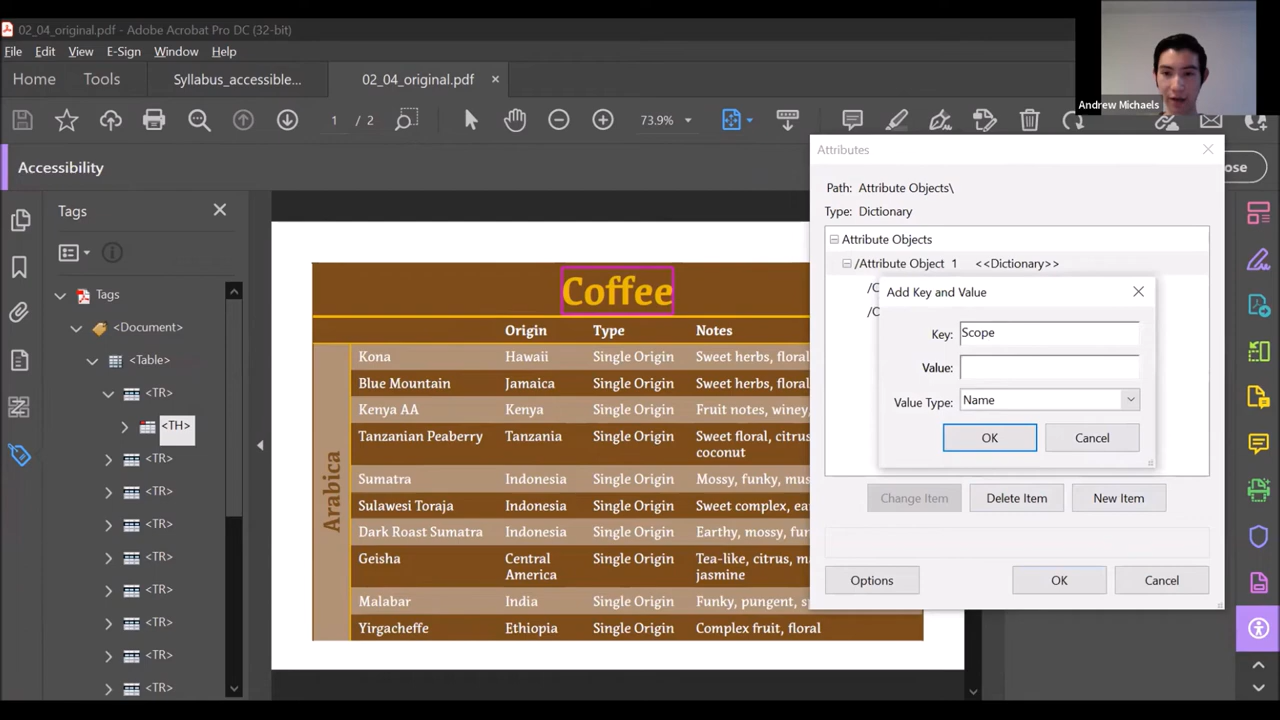 02_04_original.pdf - Adobe Acrobat Pro DC (32-bit)
File Edit View E-Sign Window Help
Home Tools Syllabus_accessible... 02_04_original.pdf ×
1 / 2 73.9%
Andrew Michaels
Accessibility
ose
Tags
Tags
<Document>
<Table>
<TR>
<TH>
<TR>
<TR>
<TR>
<TR>
<TR>
<TR>
<TR>
<TR>
Coffee
Origin Type Notes
Arabica
Kona Hawaii Single Origin Sweet herbs, floral
Blue Mountain Jamaica Single Origin Sweet herbs, floral
Kenya AA Kenya Single Origin Fruit notes, winey,
Tanzanian Peaberry Tanzania Single Origin Sweet floral, citrus
coconut
Sumatra Indonesia Single Origin Mossy, funky, mus
Sulawesi Toraja Indonesia Single Origin Sweet complex, ea
Dark Roast Sumatra Indonesia Single Origin Earthy, mossy, fun
Geisha Central America Single Origin Tea-like, citrus, m
jasmine
Malabar India Single Origin Funky, pungent, sp
Yirgacheffe Ethiopia Single Origin Complex fruit, floral
Attributes
Path: Attribute Objects\
Type: Dictionary
Attribute Objects
/Attribute Object 1 <<Dictionary>>
Add Key and Value
Key: Scope
Value:
Value Type: Name
OK Cancel
Change Item Delete Item New Item
Options OK Cancel